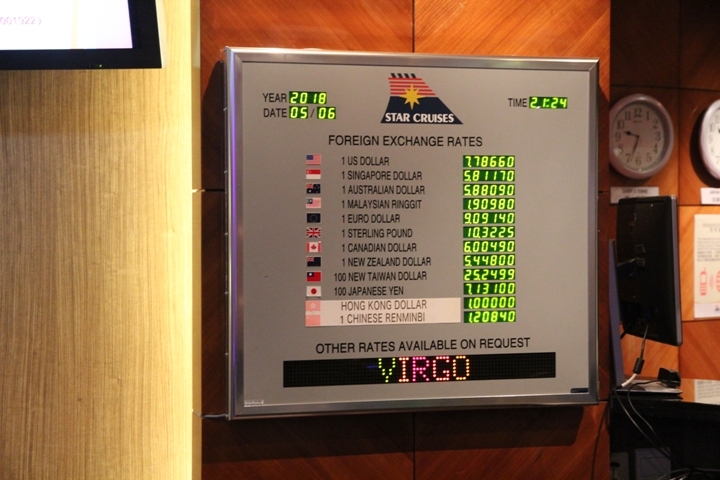 0019223
YEAR 2018
DATE 05/06
STAR CRUISES
TIME 21:24
FOREIGN EXCHANGE RATES
1 US DOLLAR 7.78660
1 SINGAPORE DOLLAR 5.81170
1 AUSTRALIAN DOLLAR 5.88090
1 MALAYSIAN RINGGIT 1.90980
1 EURO DOLLAR 9.09140
1 STERLING POUND 10.3225
1 CANADIAN DOLLAR 6.00490
1 NEW ZEALAND DOLLAR 5.44800
100 NEW TAIWAN DOLLAR 25.2499
100 JAPANESE YEN 7.13100
HONG KONG DOLLAR 1.00000
1 CHINESE RENMINBI 1.20840
OTHER RATES AVAILABLE ON REQUEST
VIRGO